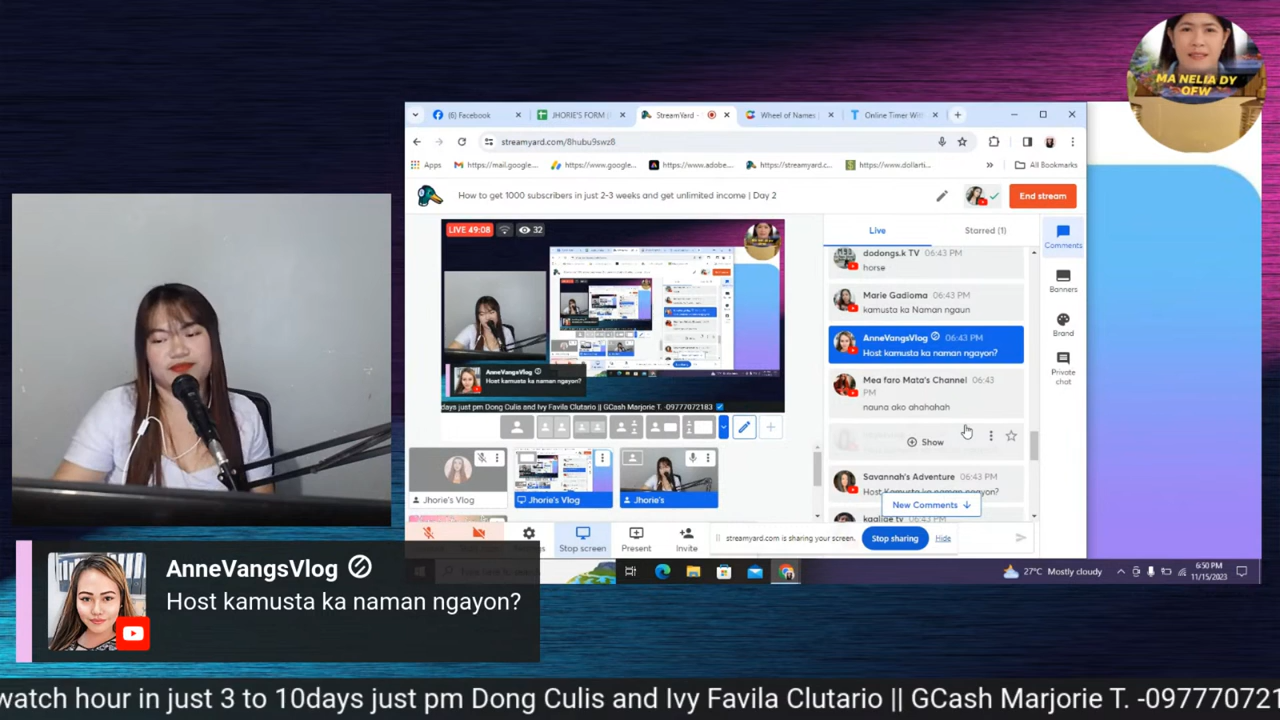 MA NELIA DY
OFW
(6) Facebook
JHORIE'S FORM (
StreamYard -
Wheel of Names |
Online Timer Wit
streamyard.com/8hubu9swz8
Apps
https://mail.google...
https://www.google...
https://www.adobe...
https://streamyard.c...
https://www.dollarti...
All Bookmarks
How to get 1000 subscribers in just 2-3 weeks and get unlimited income | Day 2
End stream
LIVE 49:08
32
AnneVangsVlog
Host kamusta ka naman ngayon?
days just pm Dong Culis and Ivy Favila Clutario || GCash Marjorie T. -09777072183
Jhorie's Vlog
Jhorie's Vlog
Jhorie's
Live
Starred (1)
dodongs.k TV 06:43 PM
horse
Marie Gadioma 06:43 PM
kamusta ka Naman ngaun
AnneVangsVlog 06:43 PM
Host kamusta ka naman ngayon?
Mea faro Mata's Channel 06:43
PM
nauna ako ahahahah
Show
Savannah's Adventure 06:43 PM
Host Kamusta ka naman ngayon?
New Comments
kaalige tv 06:43 PM
Comments
Banners
Brand
Private
chat
Stop screen
Present
Invite
streamyard.com is sharing your screen.
Stop sharing
Hide
27°C Mostly cloudy
6:50 PM
11/15/2023
AnneVangsVlog
Host kamusta ka naman ngayon?
watch hour in just 3 to 10days just pm Dong Culis and Ivy Favila Clutario || GCash Marjorie T. -097770721